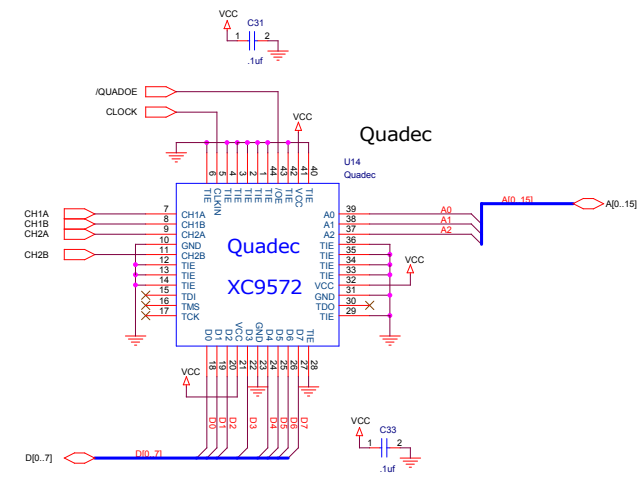 VCC
C31
1 2
.1uf
/QUADOE
CLOCK
VCC
Quadec
6 5 4 3 2 1 44 43 42 41 40
TIE CLKIN TIE TIE TIE TIE TIE /OE TIE VCC TIE
U14
Quadec
CH1A 7 CH1A
CH1B 8 CH1B
CH2A 9 CH2A
10 GND
CH2B 11 CH2B
12 TIE
13 TIE
14 TIE
15 TDI
16 TMS
17 TCK
Quadec
XC9572
A0 39 A0
A1 38 A1
A2 37 A2
TIE 36
TIE 35
TIE 34
TIE 33
VCC 32
GND 31
TDO 30
TIE 29
A[0..15]
A[0..15]
VCC
D0 D1 D2 VCC D3 GND D4 D5 D6 D7 TIE
18 19 20 21 22 23 24 25 26 27 28
VCC
D0 D1 D2 D3 D4 D5 D6 D7
D[0..7]
D[0..7]
VCC
C33
1 2
.1uf